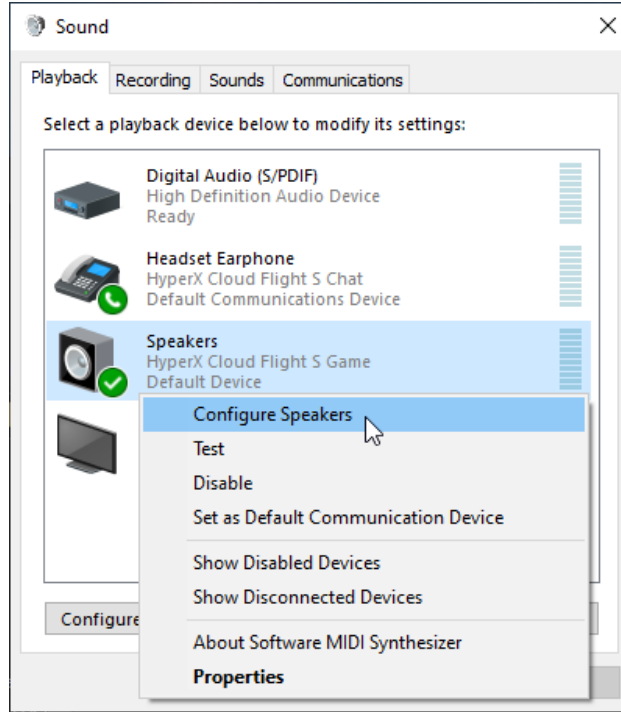 Sound
Playback Recording Sounds Communications
Select a playback device below to modify its settings:
Digital Audio (S/PDIF)
High Definition Audio Device
Ready
Headset Earphone
HyperX Cloud Flight S Chat
Default Communications Device
Speakers
HyperX Cloud Flight S Game
Default Device
Configure Speakers
Test
Disable
Set as Default Communication Device
Show Disabled Devices
Show Disconnected Devices
Configure
About Software MIDI Synthesizer
Properties